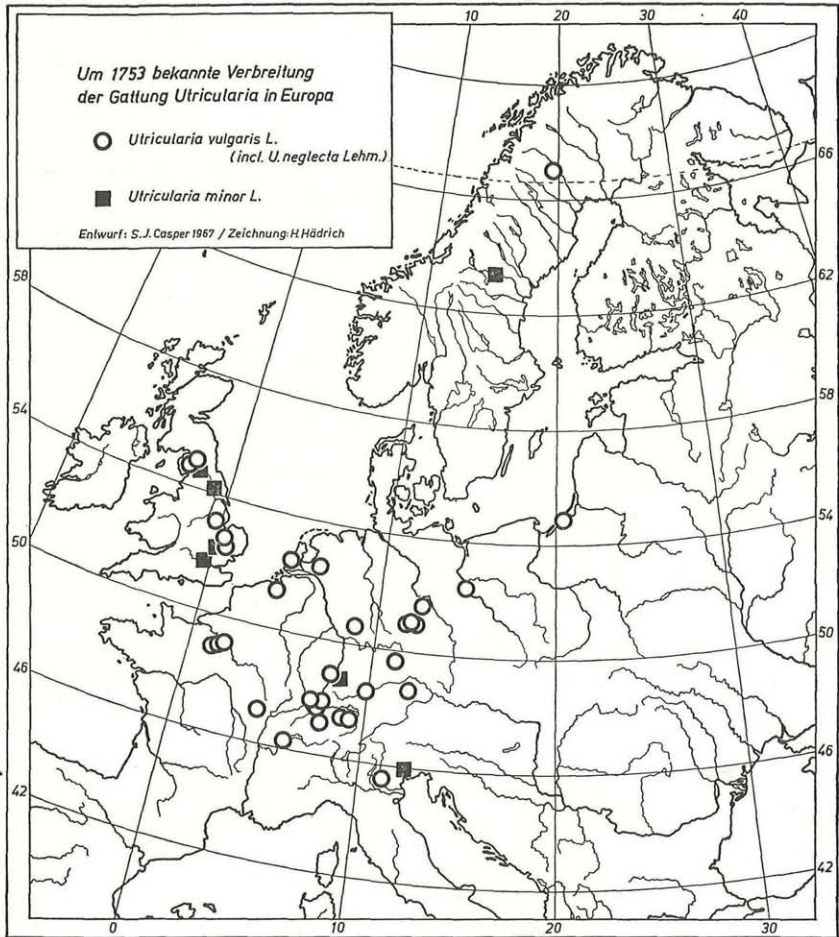 10 20 30 40
Um 1753 bekannte Verbreitung
der Gattung Utricularia in Europa
Utricularia vulgaris L.
(incl. U. neglecta Lehm.)
Utricularia minor L.
Entwurf: S.J. Casper 1967 / Zeichnung: H. Hädrich
66
58
62
54
58
50
54
46
50
42
46
42
0 10 20 30